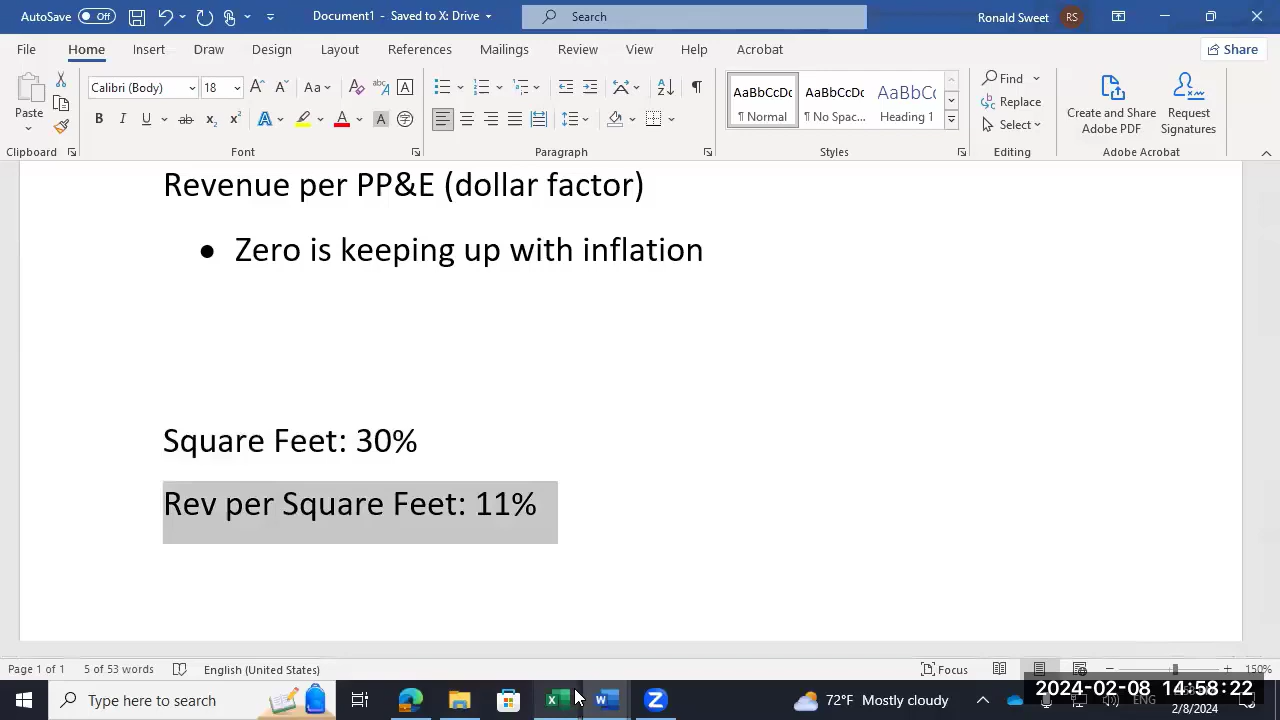 AutoSave Off Document1 - Saved to X: Drive Search Ronald Sweet RS
File Home Insert Draw Design Layout References Mailings Review View Help Acrobat Share
Paste Calibri (Body) 18 Aa AaBbCcDc AaBbCcDc AaBbC Find
¶ Normal ¶ No Spac... Heading 1 Replace Create and Share Adobe PDF Request Signatures
B I U ab x₂ x² A A A Select
Clipboard Font Paragraph Styles Editing Adobe Acrobat
Revenue per PP&E (dollar factor)
● Zero is keeping up with inflation
Square Feet: 30%
Rev per Square Feet: 11%
Page 1 of 1 5 of 53 words English (United States) Focus 150%
Type here to search 72°F Mostly cloudy ENG
2024-02-08 14:58:22
2/8/2024